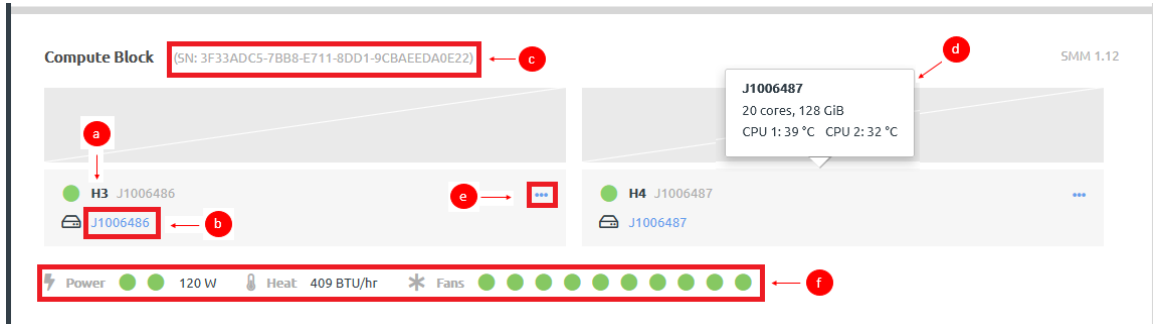 Compute Block (SN: 3F33ADC5-7BB8-E711-8DD1-9CBAEEDA0E22) c SMM 1.12
d
J1006487
20 cores, 128 GiB
CPU 1: 39 °C CPU 2: 32 °C
a
H3 J1006486 e •••
J1006486 b
H4 J1006487 •••
J1006487
Power 120 W Heat 409 BTU/hr Fans f